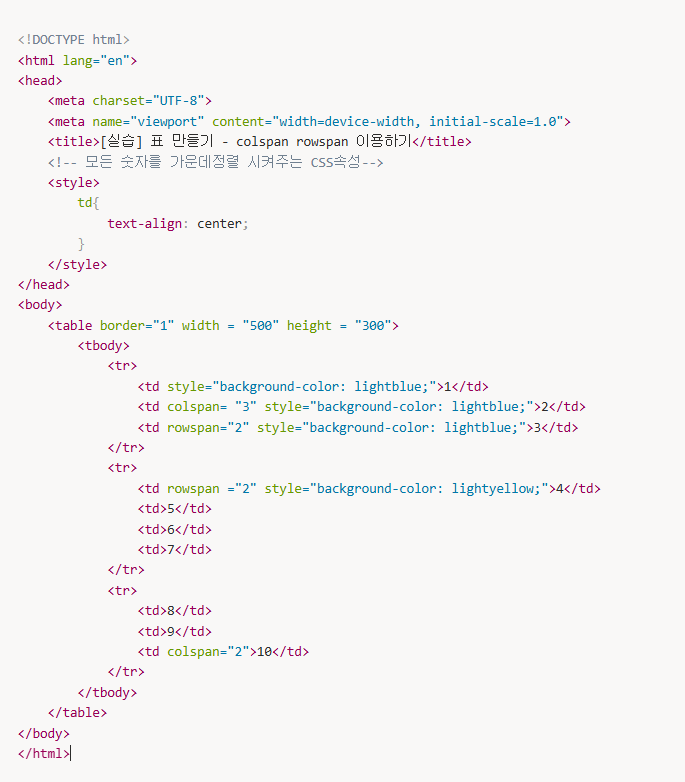 <!DOCTYPE html>
<html lang="en">
<head>
    <meta charset="UTF-8">
    <meta name="viewport" content="width=device-width, initial-scale=1.0">
    <title>[실습] 표 만들기 - colspan rowspan 이용하기</title>
    <!-- 모든 숫자를 가운데정렬 시켜주는 CSS속성-->
    <style>
        td{
            text-align: center;
        }
    </style>
</head>
<body>
    <table border="1" width = "500" height = "300">
        <tbody>
            <tr>
                <td style="background-color: lightblue;">1</td>
                <td colspan= "3" style="background-color: lightblue;">2</td>
                <td rowspan="2" style="background-color: lightblue;">3</td>
            </tr>
            <tr>
                <td rowspan ="2" style="background-color: lightyellow;">4</td>
                <td>5</td>
                <td>6</td>
                <td>7</td>
            </tr>
            <tr>
                <td>8</td>
                <td>9</td>
                <td colspan="2">10</td>
            </tr>
        </tbody>
    </table>
</body>
</html>